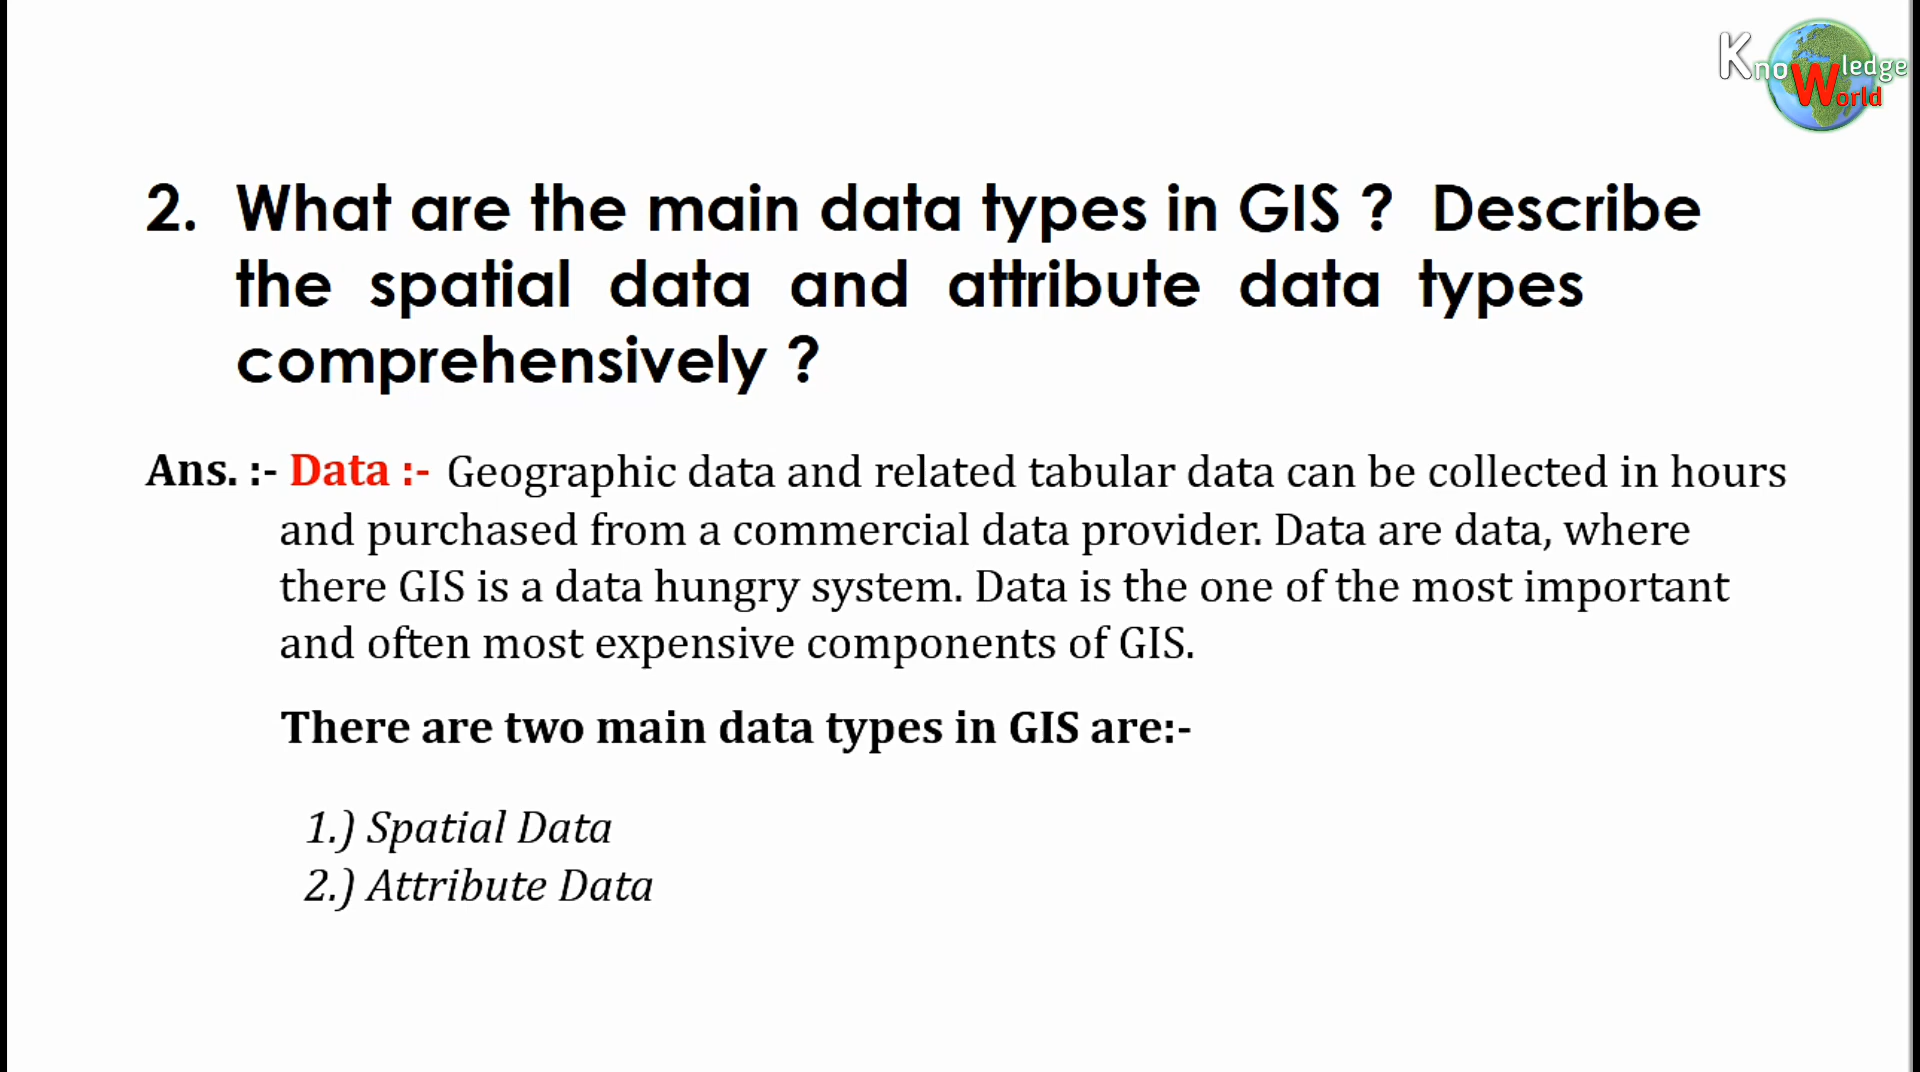 Knowledge
World
2. What are the main data types in GIS ? Describe
the spatial data and attribute data types
comprehensively ?
Ans. :- Data :- Geographic data and related tabular data can be collected in hours
and purchased from a commercial data provider. Data are data, where
there GIS is a data hungry system. Data is the one of the most important
and often most expensive components of GIS.
There are two main data types in GIS are:-
1.) Spatial Data
2.) Attribute Data